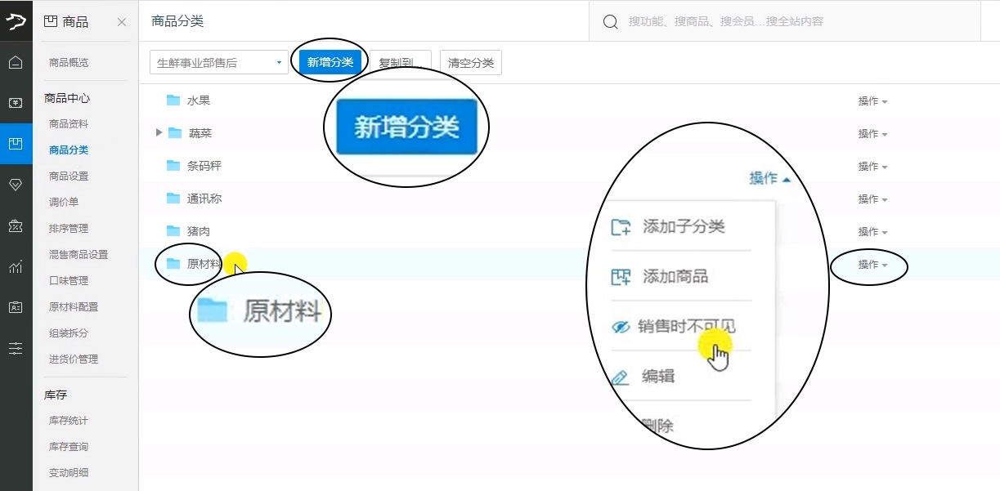 商品
商品分类
搜功能、搜商品、搜会员...搜全站内容
商品概览
商品中心
商品资料
商品分类
商品设置
调价单
排序管理
混售商品设置
口味管理
原材料配置
组装拆分
进货价管理
库存
库存统计
库存查询
变动明细
生鲜事业部售后
新增分类
复制到...
清空分类
水果 操作
蔬菜 操作
条码秤 操作
通讯称 操作
猪肉 操作
原材料 操作
新增分类
原材料
操作
添加子分类
添加商品
销售时不可见
编辑
删除